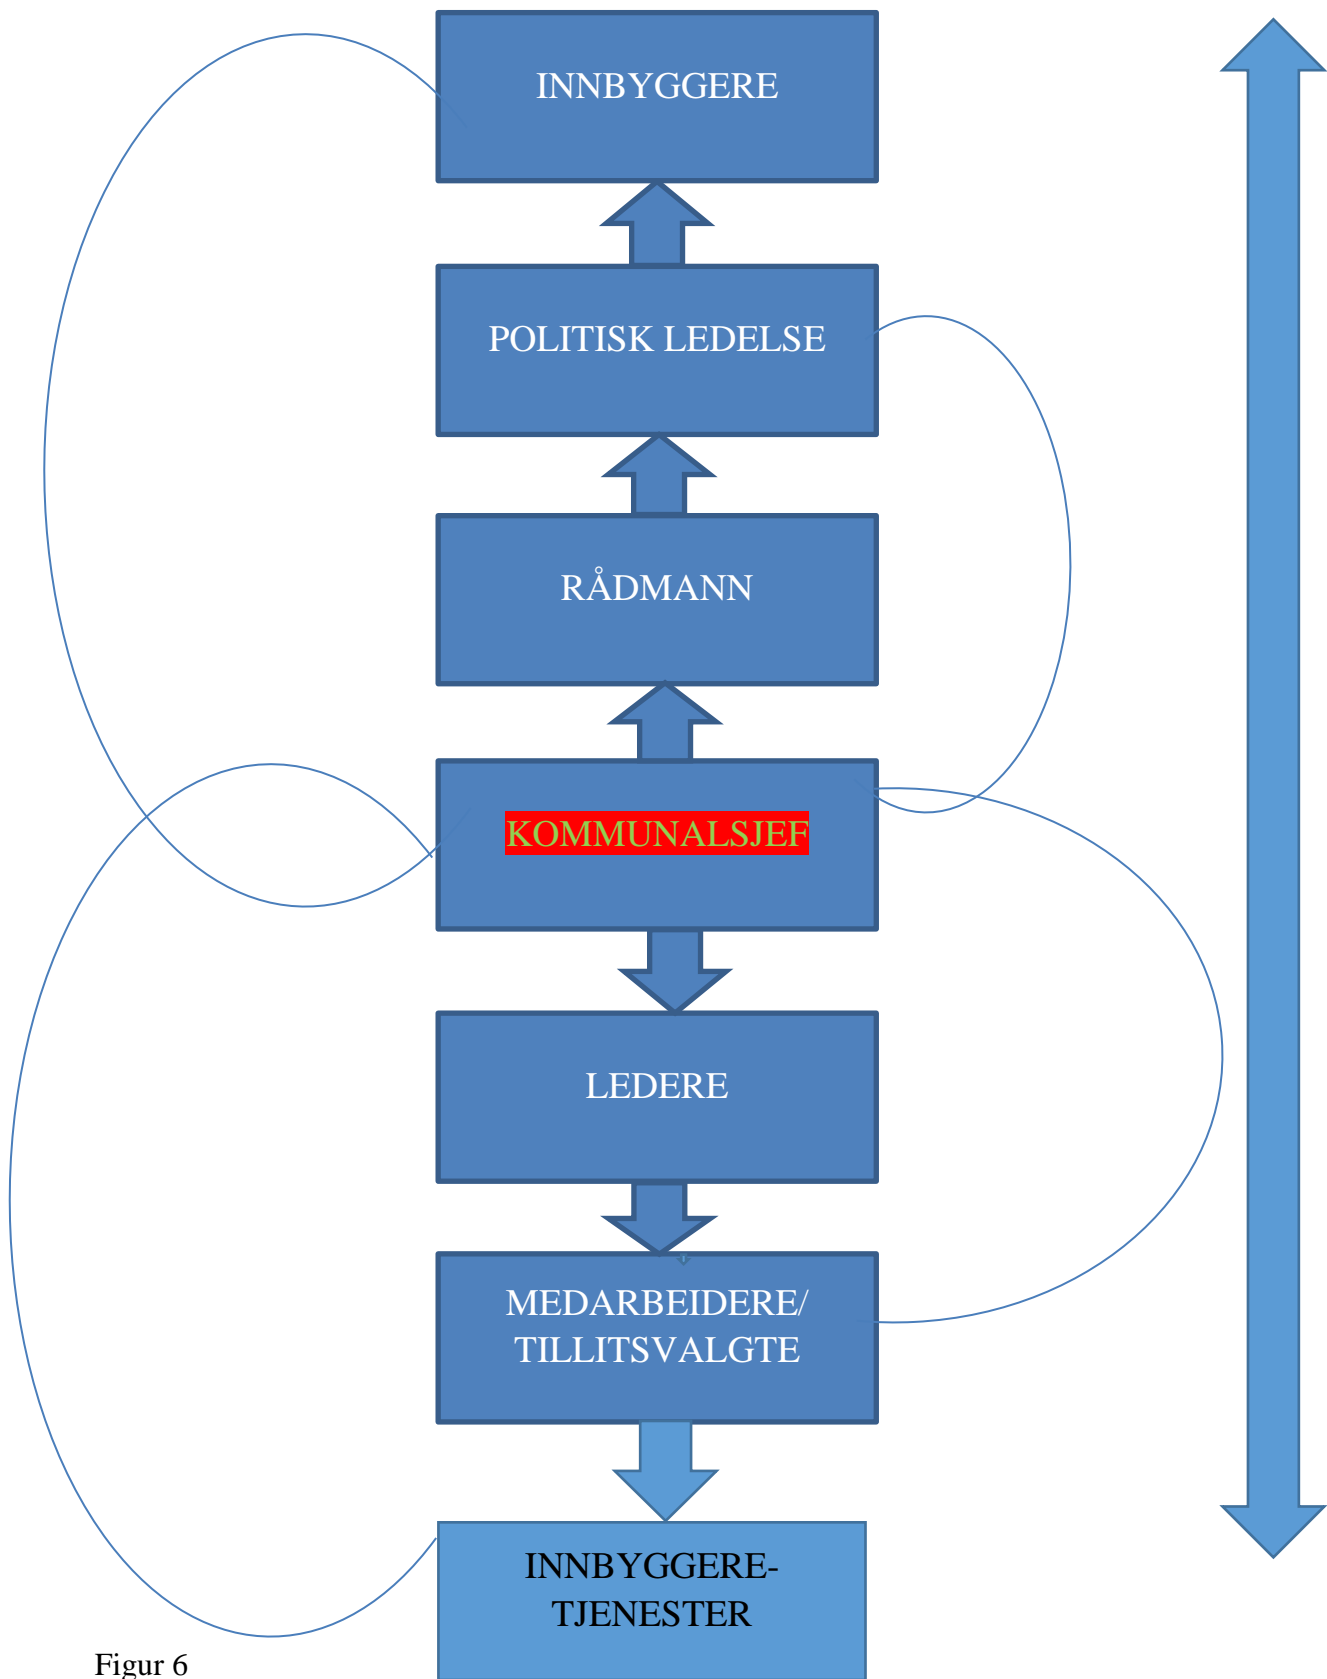 INNBYGGERE
POLITISK LEDELSE
RÅDMANN
KOMMUNALSJEF
LEDERE
MEDARBEIDERE/
TILLITSVALGTE
INNBYGGERE-
TJENESTER
Figur 6